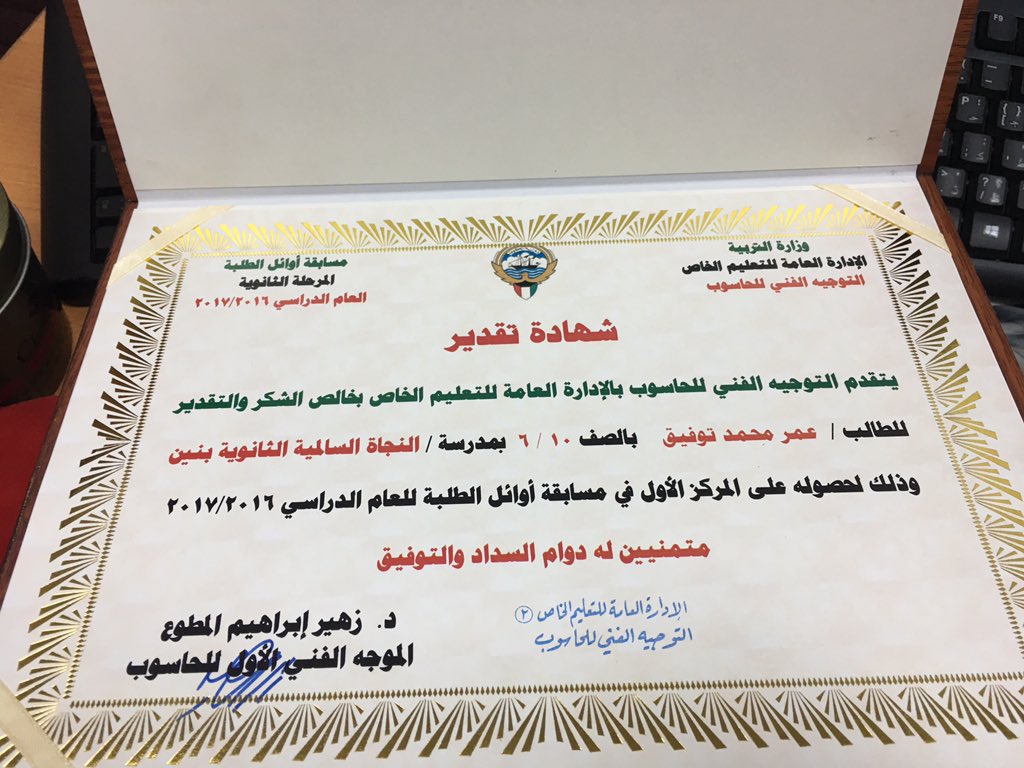 وزارة التربية
الإدارة العامة للتعليم الخاص
التوجيه الفني للحاسوب
مسابقة أوائل الطلبة
المرحلة الثانوية
العام الدراسي ٢٠١٧/٢٠١٦
شهادة تقدير
يتقدم التوجيه الفني للحاسوب بالإدارة العامة للتعليم الخاص بخالص الشكر والتقدير
للطالب / عمر محمد توفيق بالصف ١٠ / ٦ بمدرسة / النجاة السالمية الثانوية بنين
وذلك لحصوله على المركز الأول في مسابقة أوائل الطلبة للعام الدراسي ٢٠١٧/٢٠١٦
متمنيين له دوام السداد والتوفيق
د. زهير إبراهيم المطوع
الموجه الفني الأول للحاسوب
الإدارة العامة للتعليم الخاص ٢
التوجيه الفني للحاسوب
F9
P